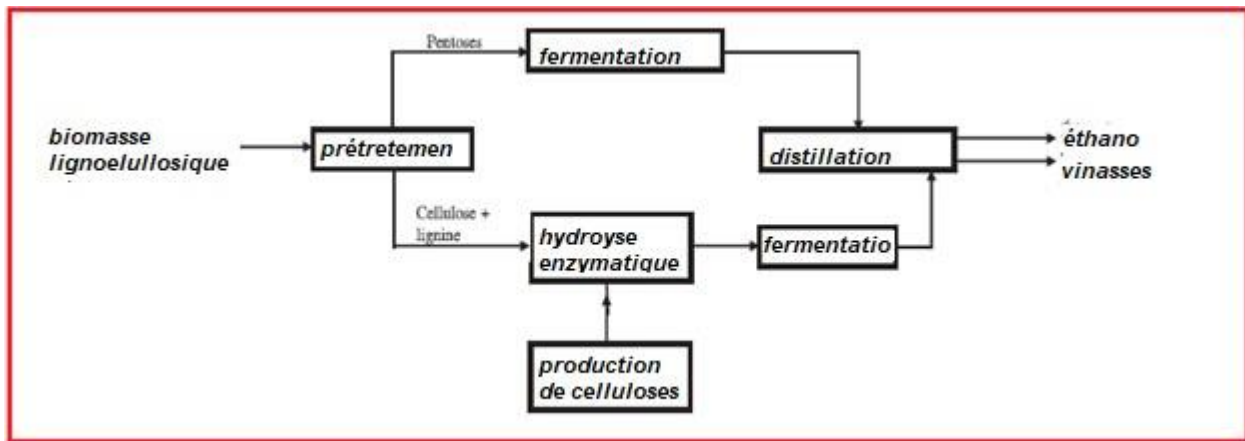 Pentoses
fermentation
biomasse
lignoelullosique
prétretemen
distillation
éthano
vinasses
Cellulose +
lignine
hydroyse
enzymatique
fermentatio
production
de celluloses